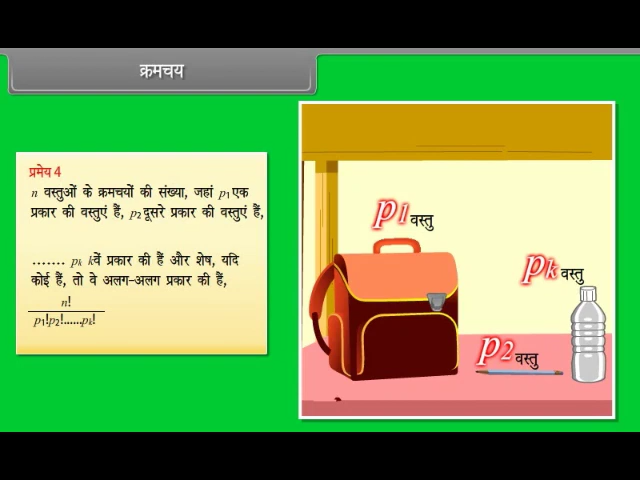 क्रमचय
प्रमेय 4
n वस्तुओं के क्रमचयों की संख्या, जहां p1 एक
प्रकार की वस्तुएं हैं, p2 दूसरे प्रकार की वस्तुएं हैं,
....... pk kवें प्रकार की हैं और शेष, यदि
कोई हैं, तो वे अलग-अलग प्रकार की हैं,
n!
p1!p2!......pk!
p1 वस्तु
pk वस्तु
p2 वस्तु